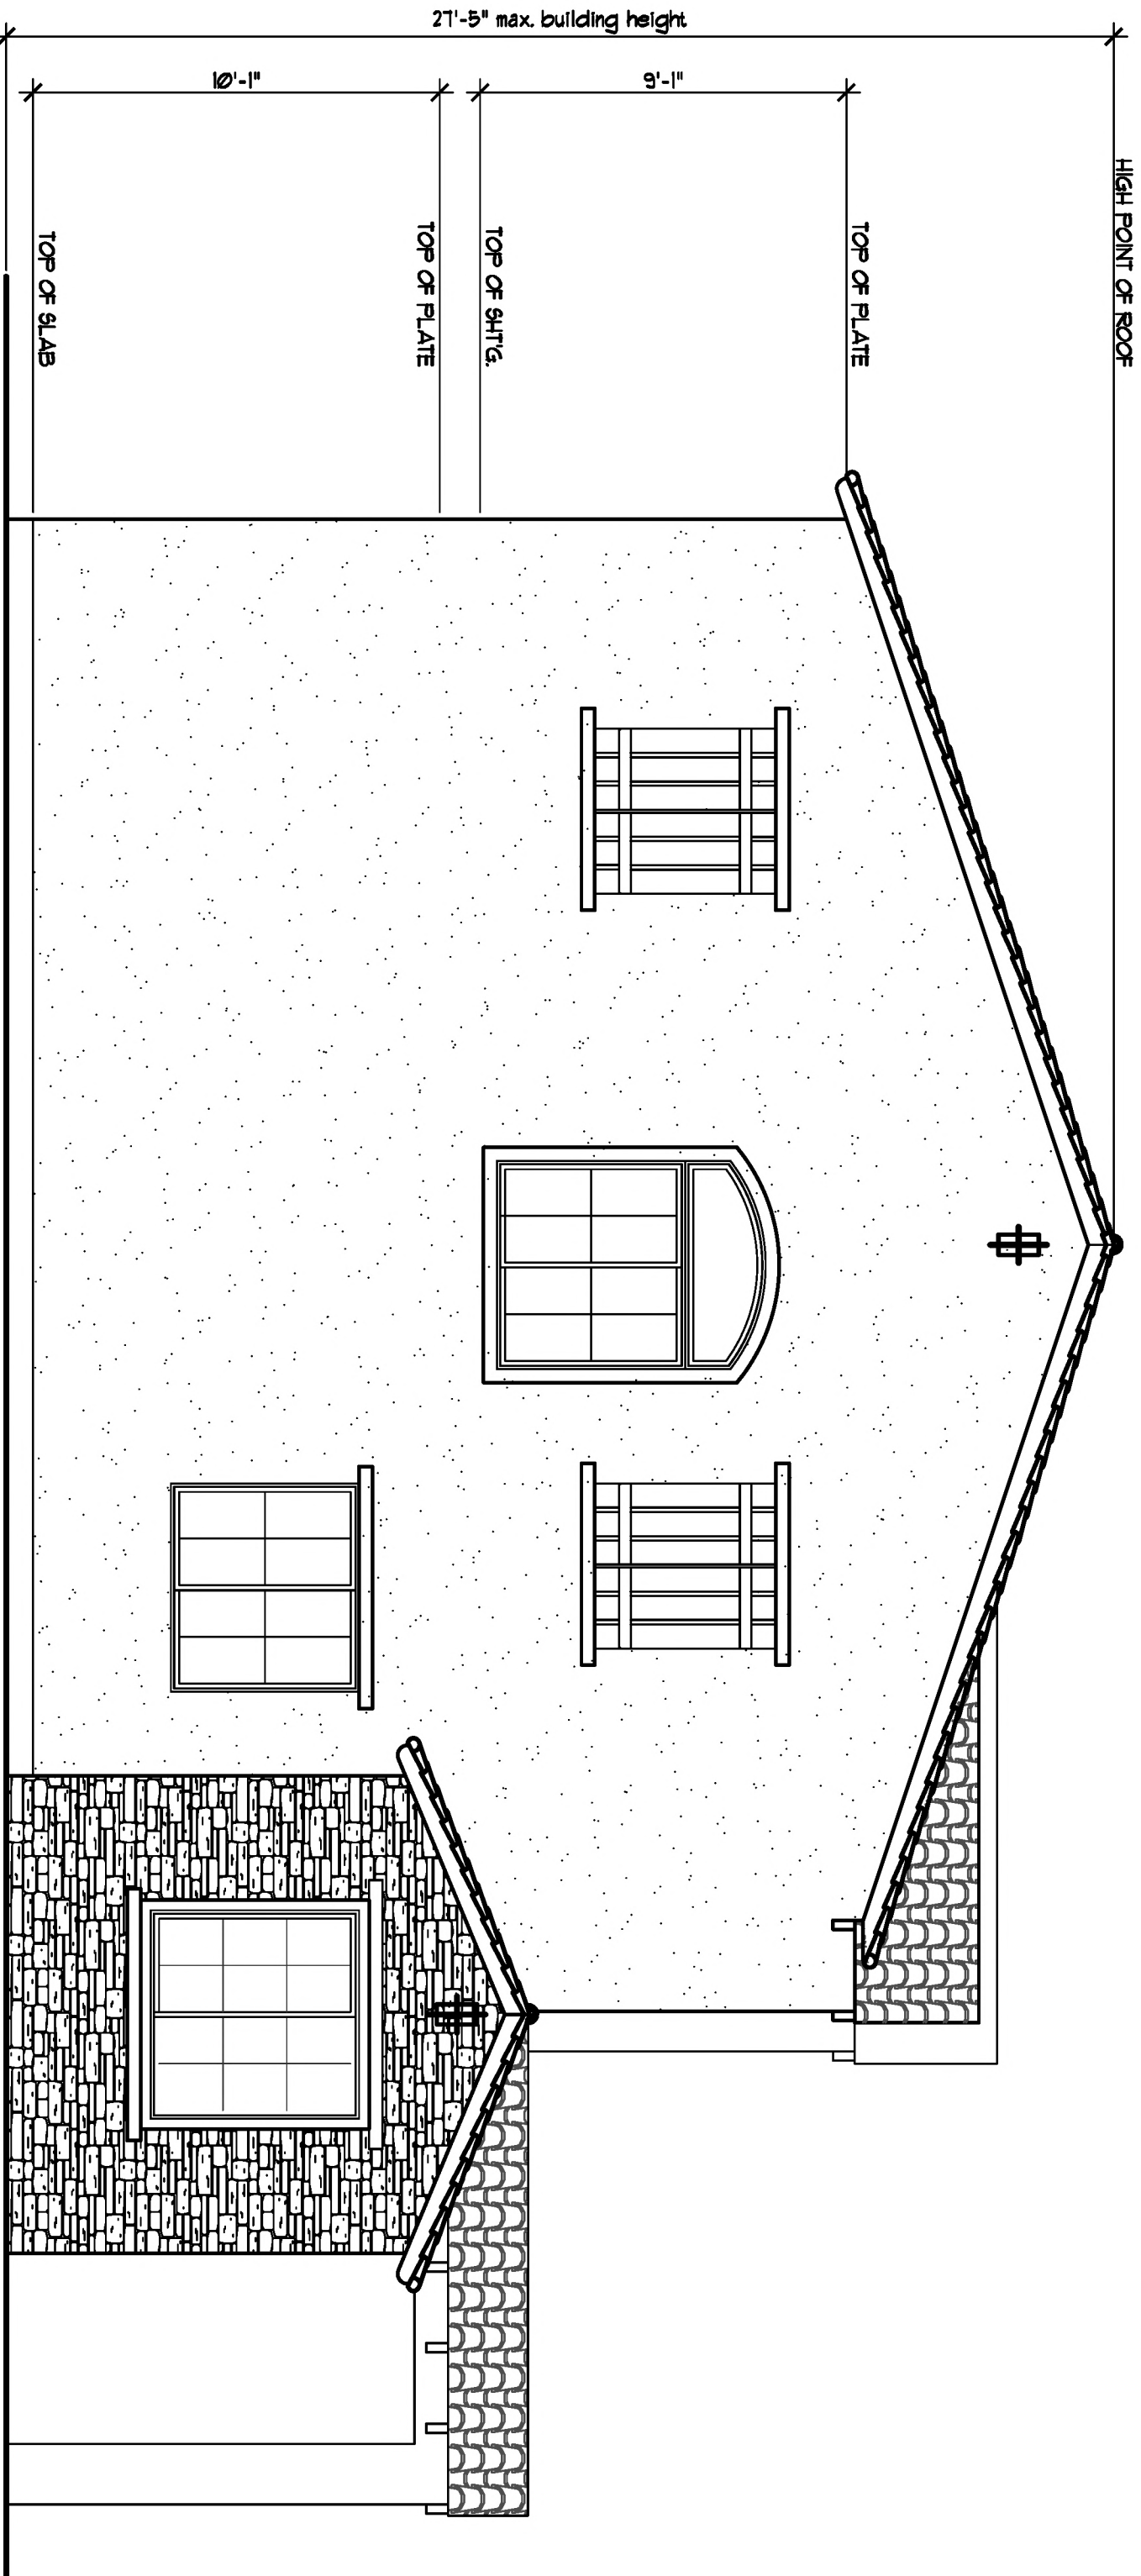 27'-5" max. building height
HIGH POINT OF ROOF
9'-1"
TOP OF PLATE
TOP OF SHT'G.
10'-1"
TOP OF PLATE
TOP OF SLAB